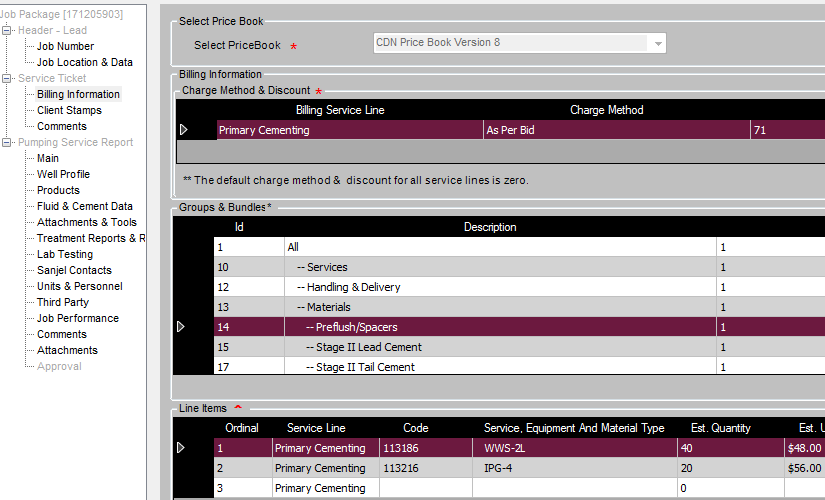 Job Package [171205903]
Header - Lead
Job Number
Job Location & Data
Service Ticket
Billing Information
Client Stamps
Comments
Pumping Service Report
Main
Well Profile
Products
Fluid & Cement Data
Attachments & Tools
Treatment Reports & R
Lab Testing
Sanjel Contacts
Units & Personnel
Third Party
Job Performance
Comments
Attachments
Approval
Select Price Book
Select PriceBook * CDN Price Book Version 8
Billing Information
Charge Method & Discount *
Billing Service Line Charge Method
Primary Cementing As Per Bid 71
** The default charge method & discount for all service lines is zero.
Groups & Bundles*
Id Description
1 All 1
10 -- Services 1
12 -- Handling & Delivery 1
13 -- Materials 1
14 -- Preflush/Spacers 1
15 -- Stage II Lead Cement 1
17 -- Stage II Tail Cement 1
Line Items ^
Ordinal Service Line Code Service, Equipment And Material Type Est. Quantity Est. U
1 Primary Cementing 113186 WWS-2L 40 $48.00
2 Primary Cementing 113216 IPG-4 20 $56.00
3 Primary Cementing 0